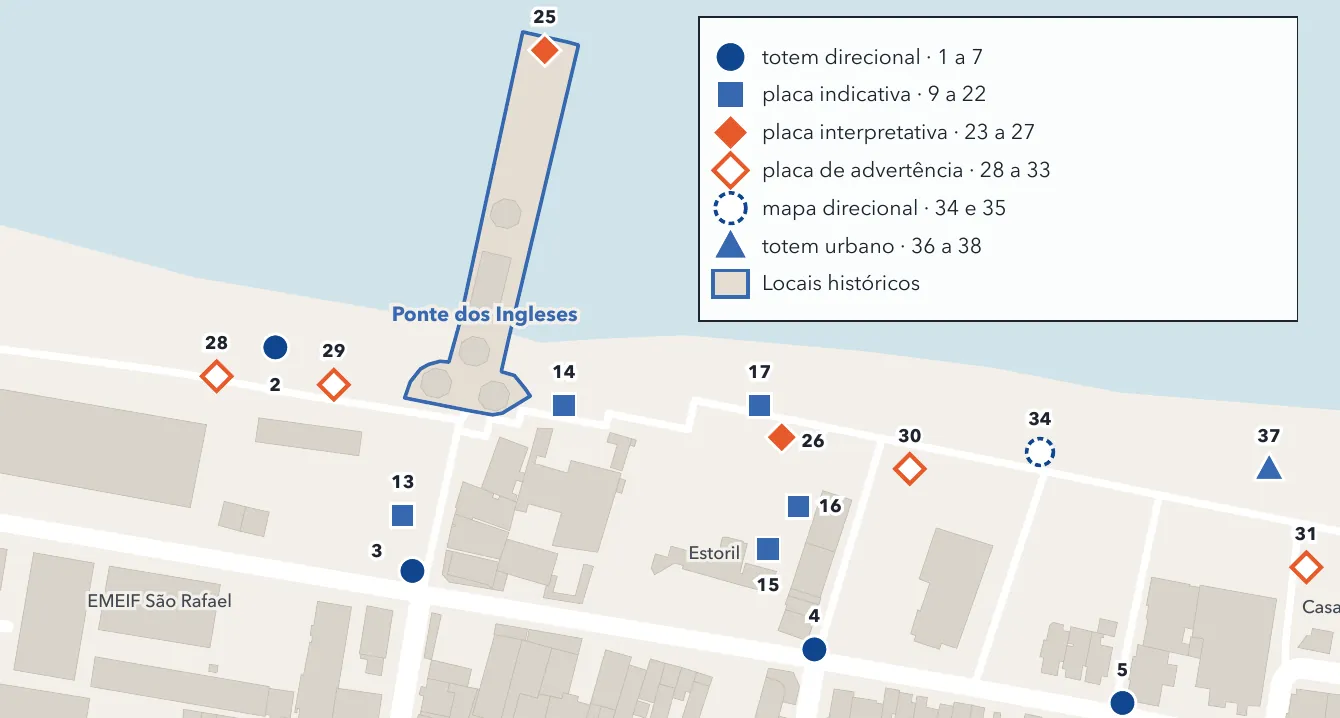 25
totem direcional · 1 a 7
placa indicativa · 9 a 22
placa interpretativa · 23 a 27
placa de advertência · 28 a 33
mapa direcional · 34 e 35
totem urbano · 36 a 38
Locais históricos
Ponte dos Ingleses
28
29
2
14
17
26
30
34
37
13
16
3
Estoril
15
31
EMEIF São Rafael
Casa
4
5